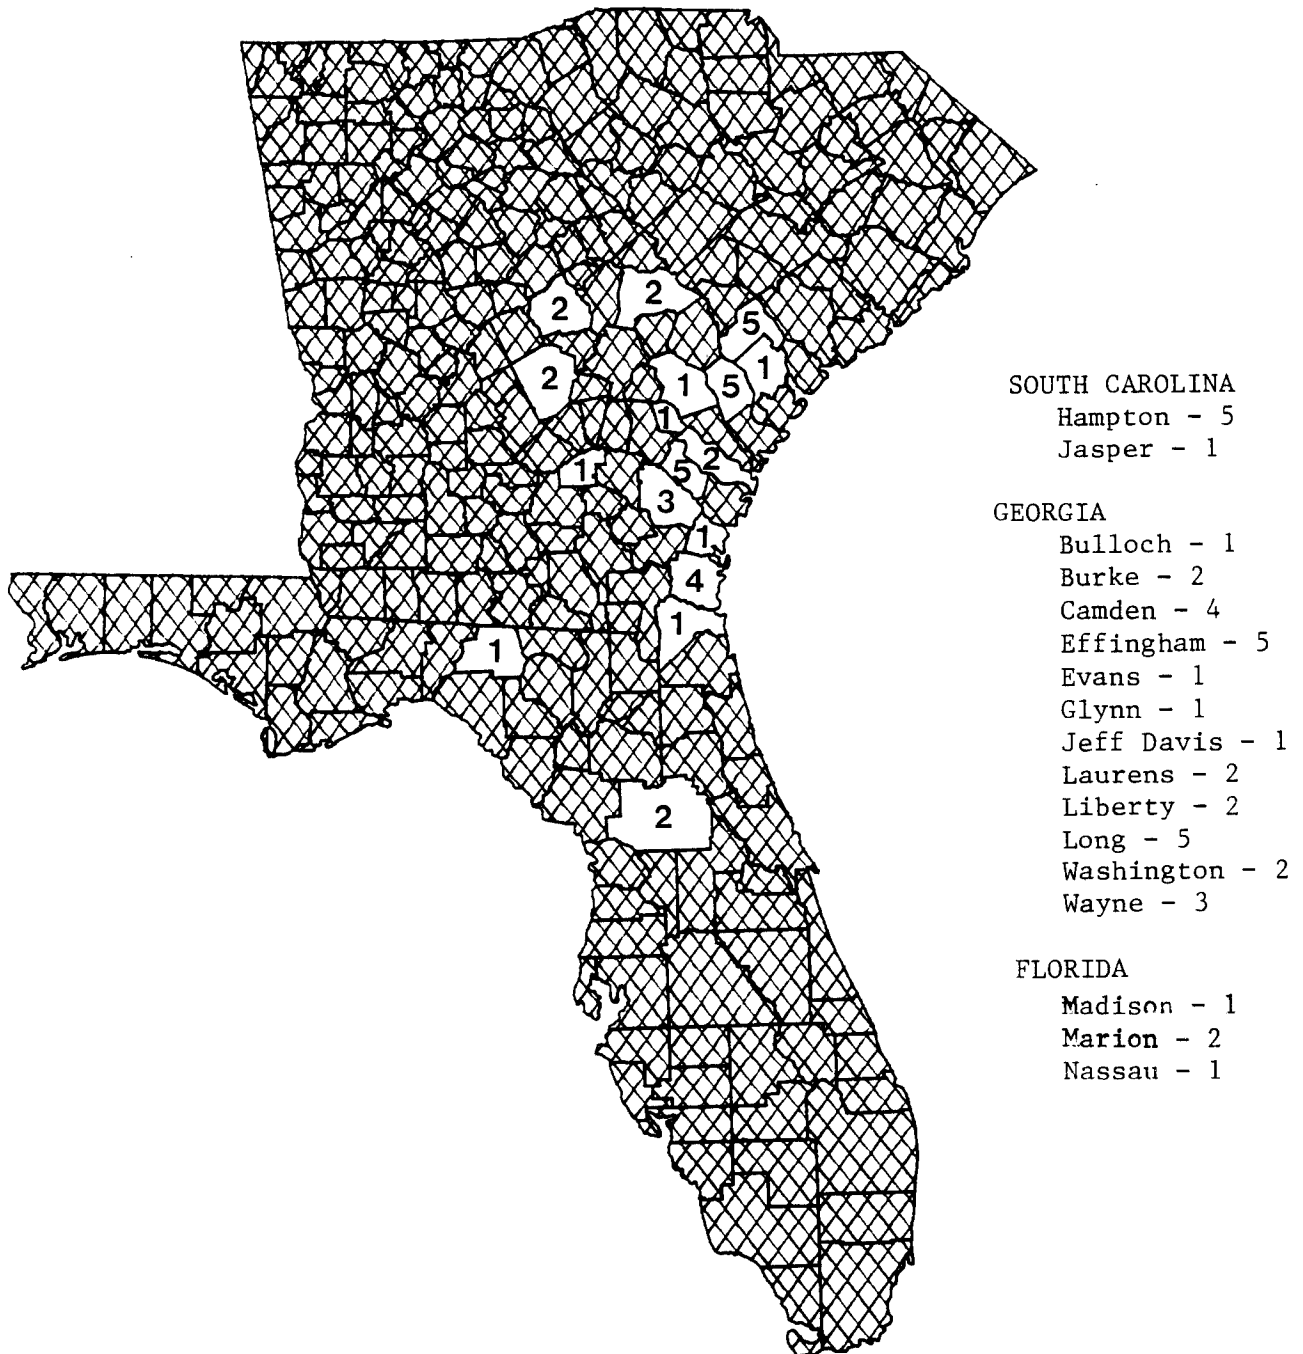 2
2
5
1
2
1
5
1
2
1
5
3
1
4
1
1
2
SOUTH CAROLINA
Hampton - 5
Jasper - 1
GEORGIA
Bulloch - 1
Burke - 2
Camden - 4
Effingham - 5
Evans - 1
Glynn - 1
Jeff Davis - 1
Laurens - 2
Liberty - 2
Long - 5
Washington - 2
Wayne - 3
FLORIDA
Madison - 1
Marion - 2
Nassau - 1